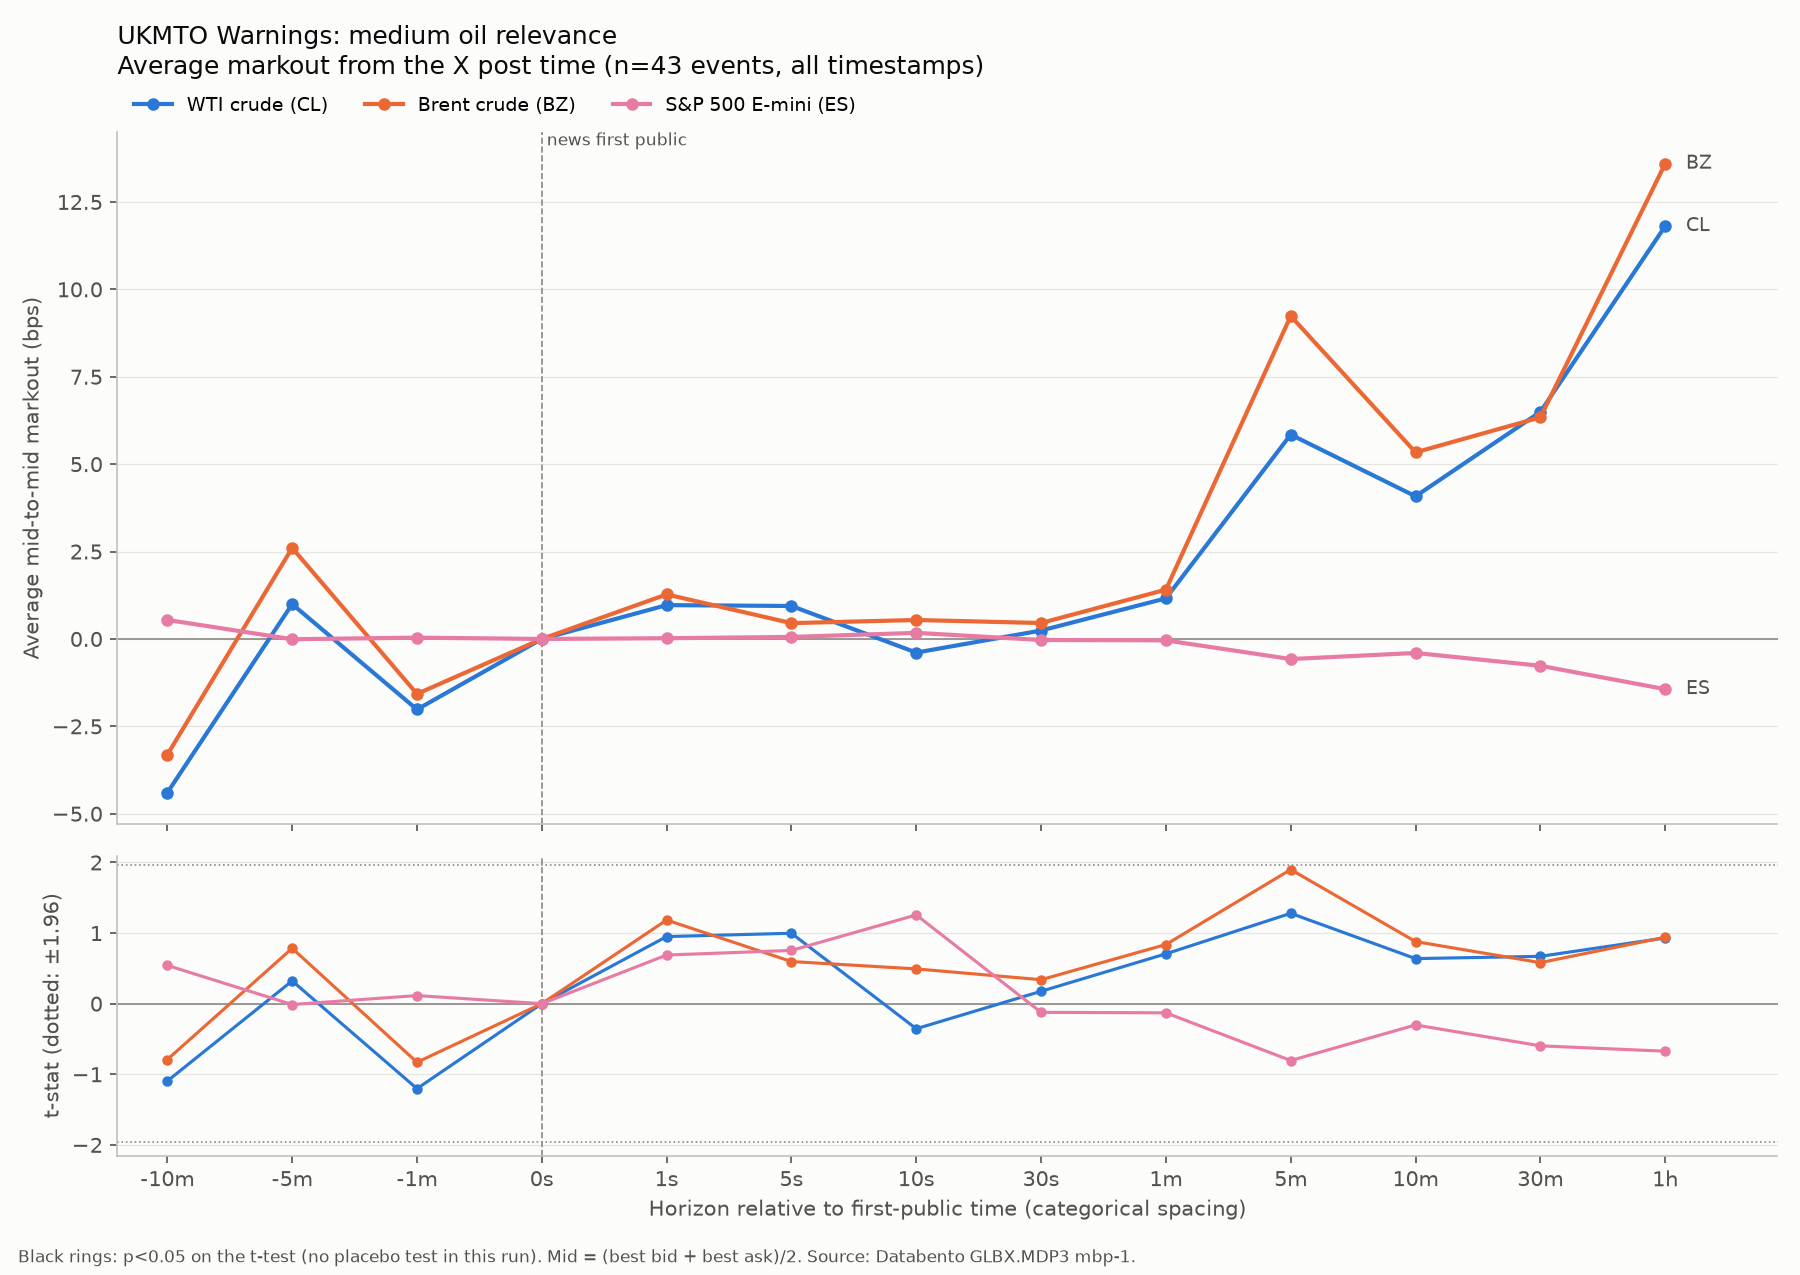 UKMTO Warnings: medium oil relevance
Average markout from the X post time (n=43 events, all timestamps)
WTI crude (CL) Brent crude (BZ) S&P 500 E-mini (ES)
news first public
Average mid-to-mid markout (bps)
12.5
10.0
7.5
5.0
2.5
0.0
−2.5
−5.0
BZ
CL
ES
t-stat (dotted: ±1.96)
2
1
0
−1
−2
-10m -5m -1m 0s 1s 5s 10s 30s 1m 5m 10m 30m 1h
Horizon relative to first-public time (categorical spacing)
Black rings: p<0.05 on the t-test (no placebo test in this run). Mid = (best bid + best ask)/2. Source: Databento GLBX.MDP3 mbp-1.